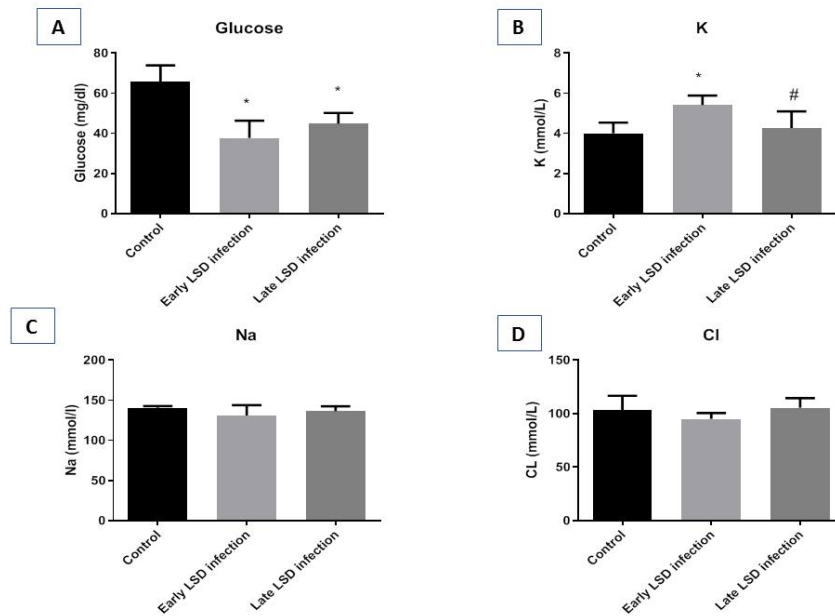 A
Glucose
Glucose (mg/dl)
80
60
40
20
0
*
*
Control
Early LSD infection
Late LSD infection
B
K
K (mmol/L)
8
6
4
2
0
*
#
Control
Early LSD infection
Late LSD infection
C
Na
Na (mmol/l)
200
150
100
50
0
Control
Early LSD infection
Late LSD infection
D
Cl
CL (mmol/L)
150
100
50
0
Control
Early LSD infection
Late LSD infection